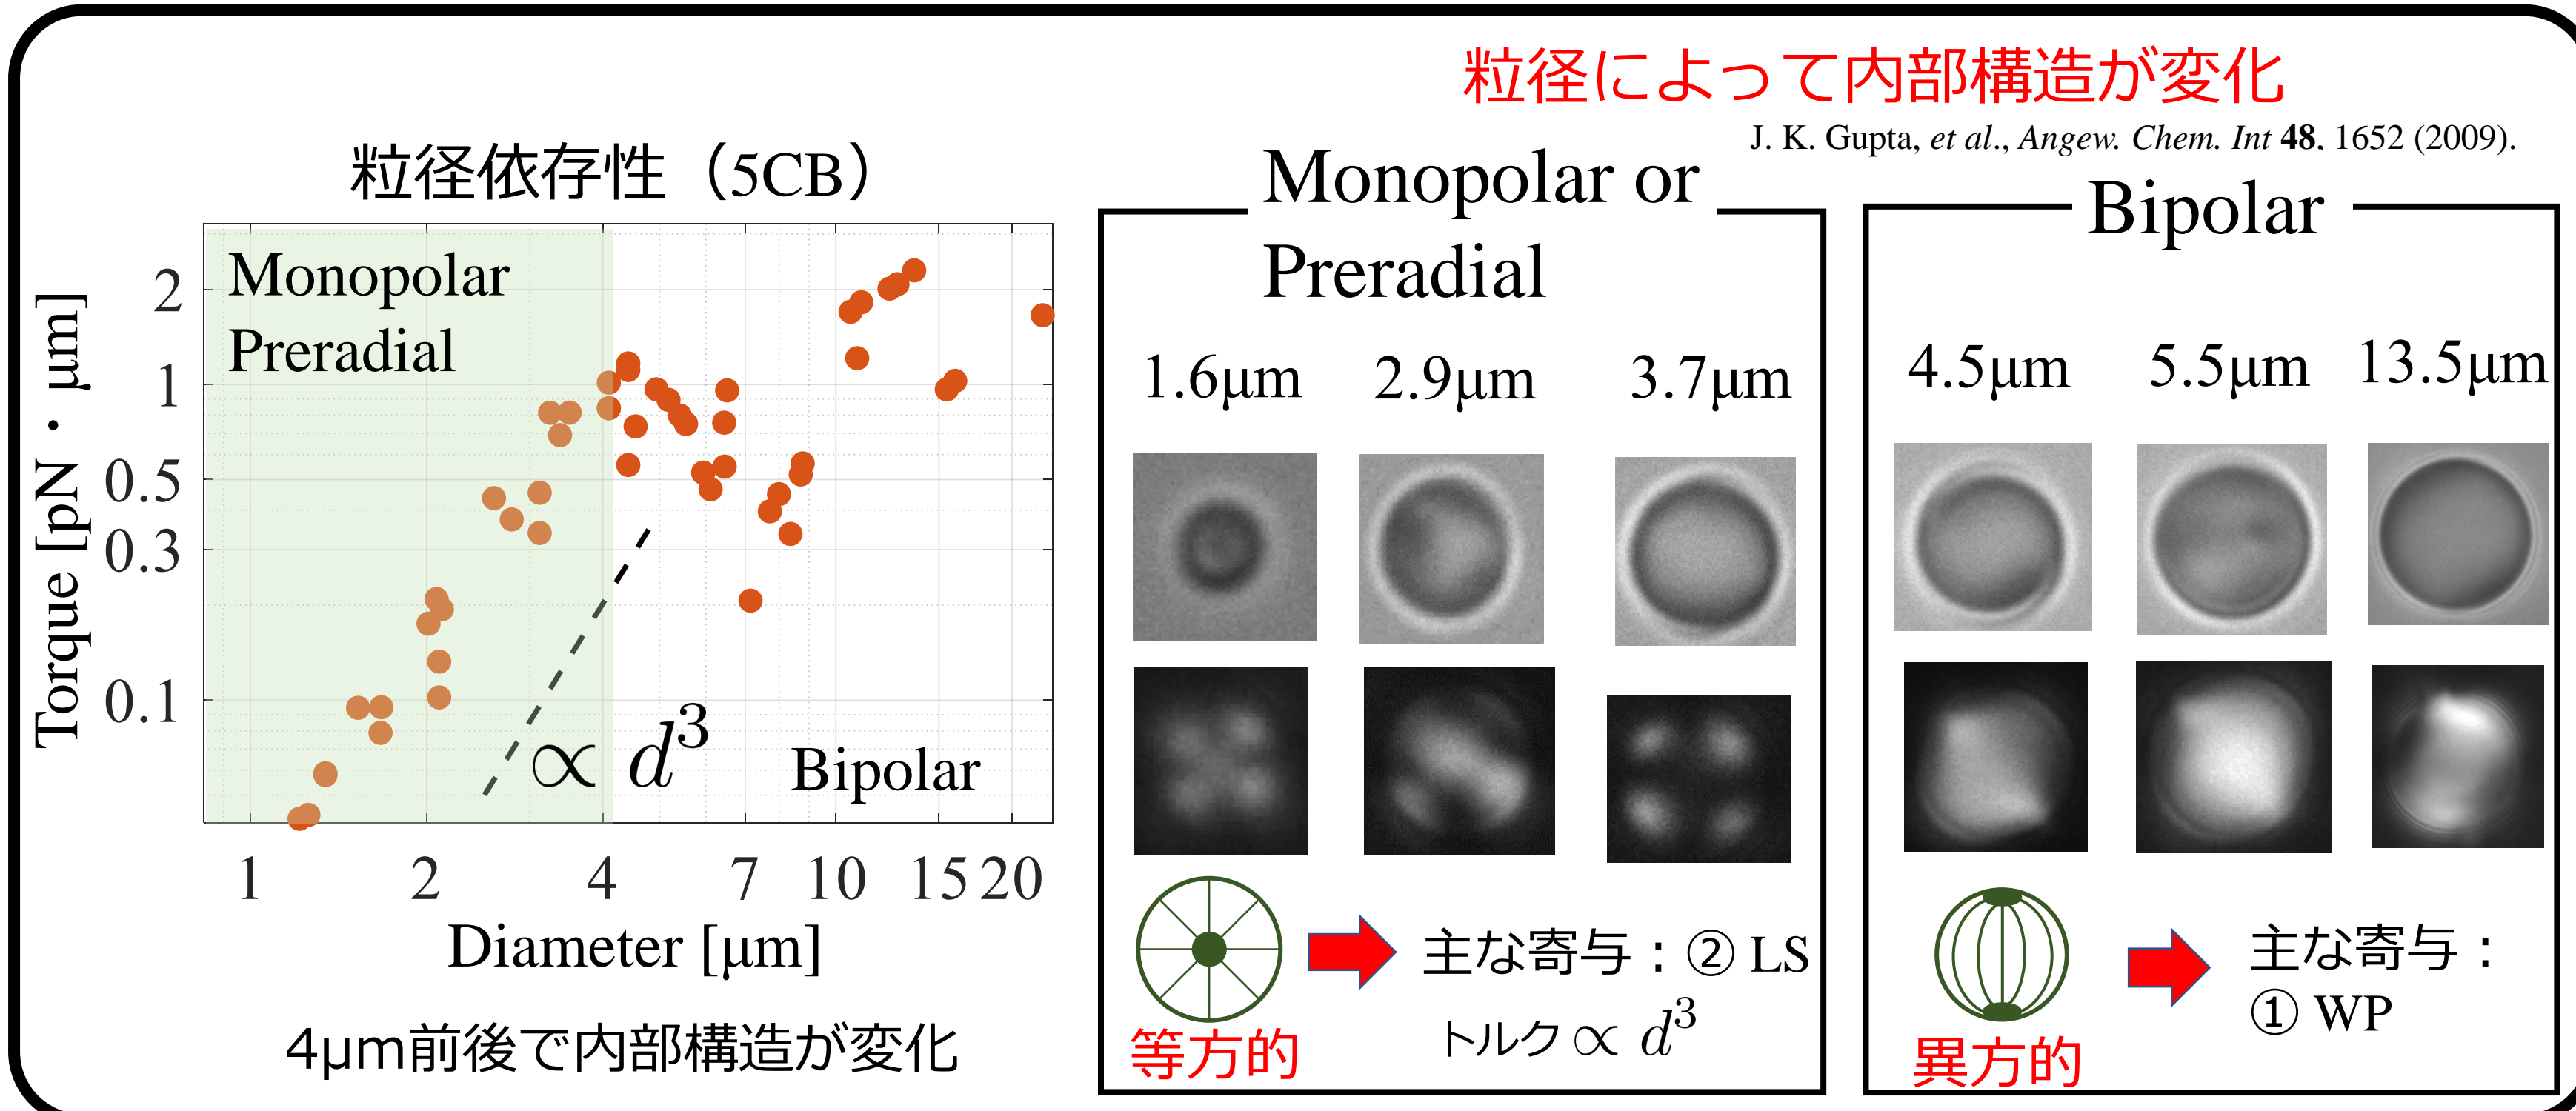 粒径によって内部構造が変化
J. K. Gupta, et al., Angew. Chem. Int 48, 1652 (2009).
粒径依存性（5CB）
Monopolar
Preradial
2
1
0.5
0.3
0.1
Torque [pN・μm]
∝ d³
Bipolar
1 2 4 7 10 15 20
Diameter [μm]
4μm前後で内部構造が変化
Monopolar or
Preradial
1.6μm 2.9μm 3.7μm
主な寄与：② LS
トルク ∝ d³
等方的
Bipolar
4.5μm 5.5μm 13.5μm
主な寄与：
① WP
異方的